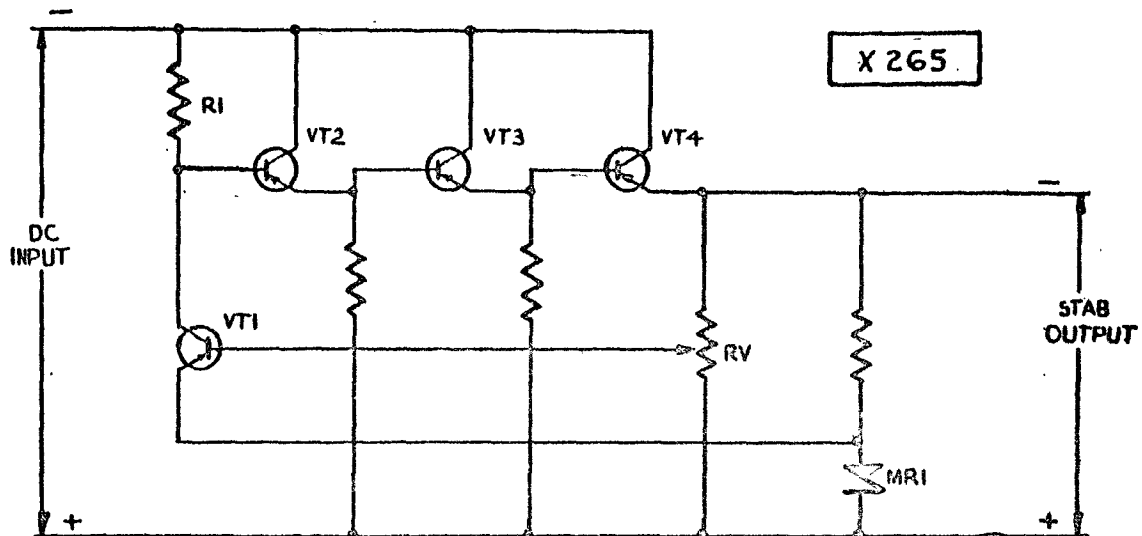 −
X 265
R1
VT2
VT3
VT4
−
DC
INPUT
VT1
RV
STAB
OUTPUT
MR1
+
+